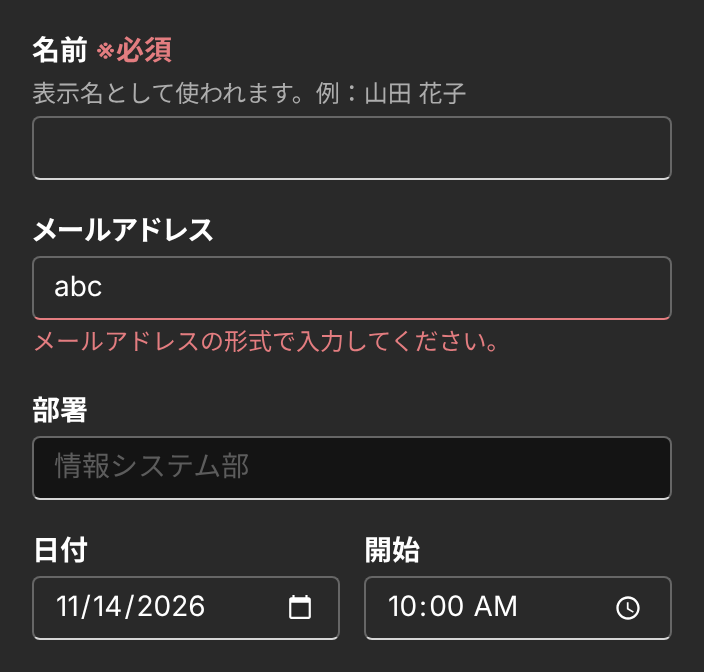 名前 ※必須
表示名として使われます。例：山田 花子
メールアドレス
abc
メールアドレスの形式で入力してください。
部署
情報システム部
日付
開始
11/14/2026
10:00 AM